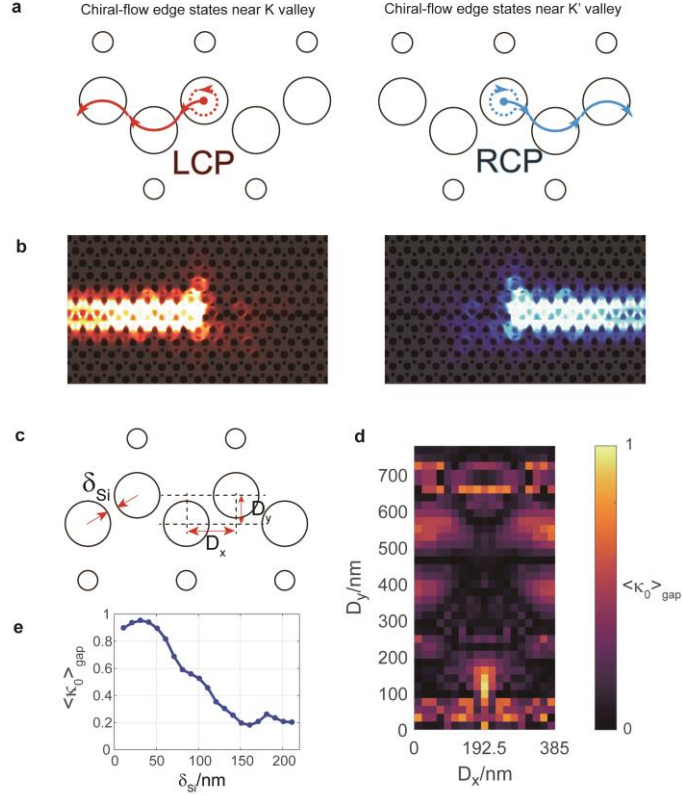 a
Chiral-flow edge states near K valley
Chiral-flow edge states near K' valley
LCP
RCP
b
c
δSi
Dy
Dx
d
Dy/nm
700
600
500
400
300
200
100
0
0
192.5
385
Dx/nm
1
<κ0>gap
0
e
<κ0>gap
1
0.8
0.6
0.4
0.2
0
0
50
100
150
200
δSi/nm